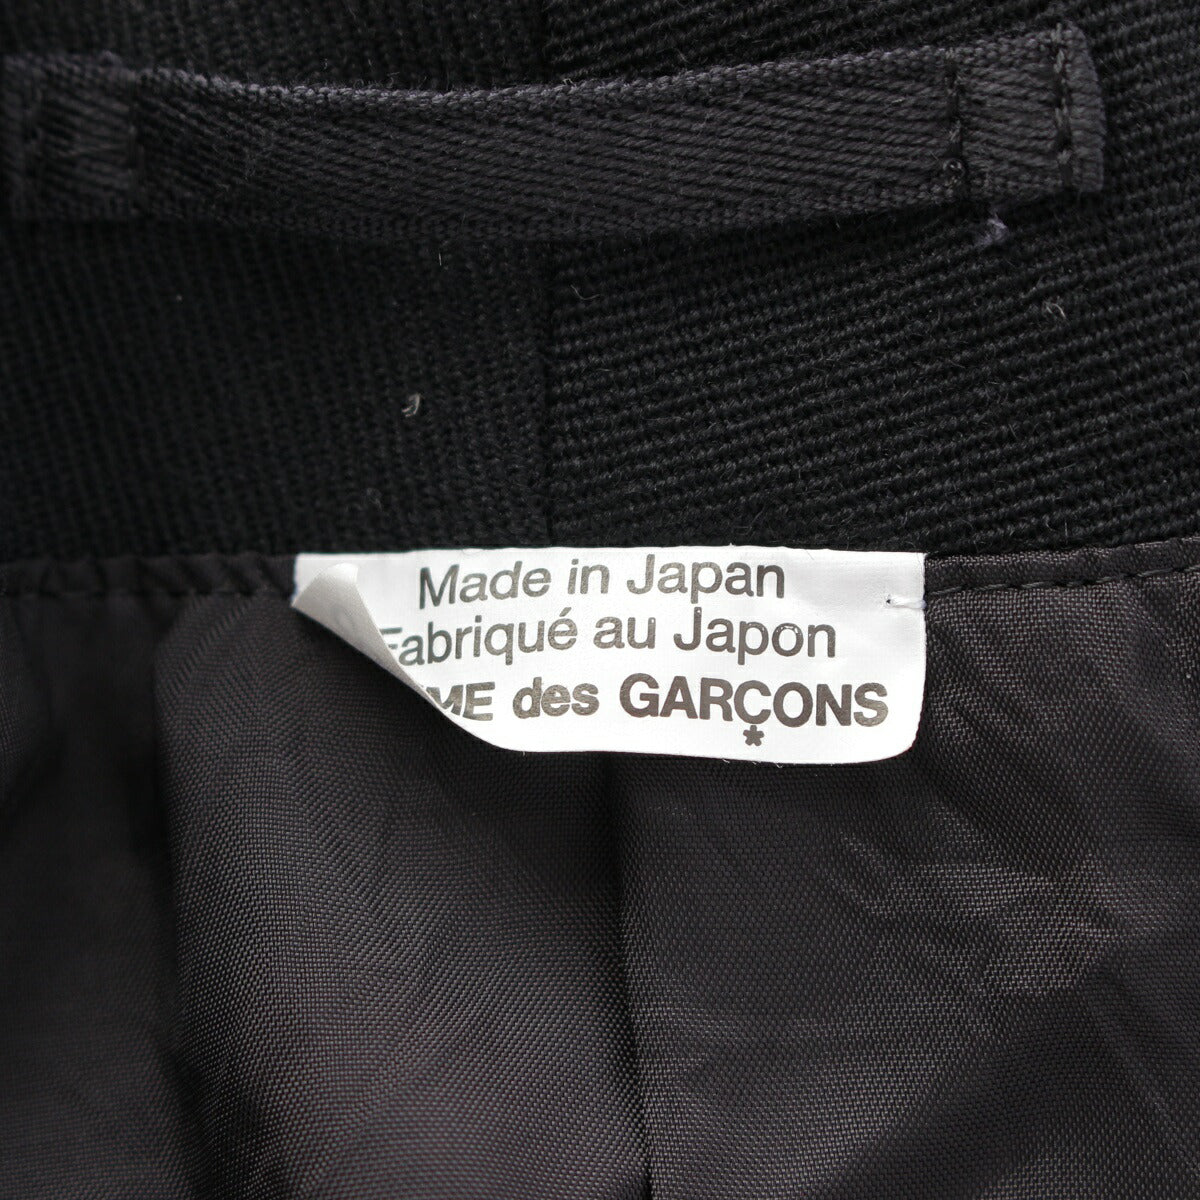 Made in Japan
Fabriqué au Japon
ME des GARÇONS
*